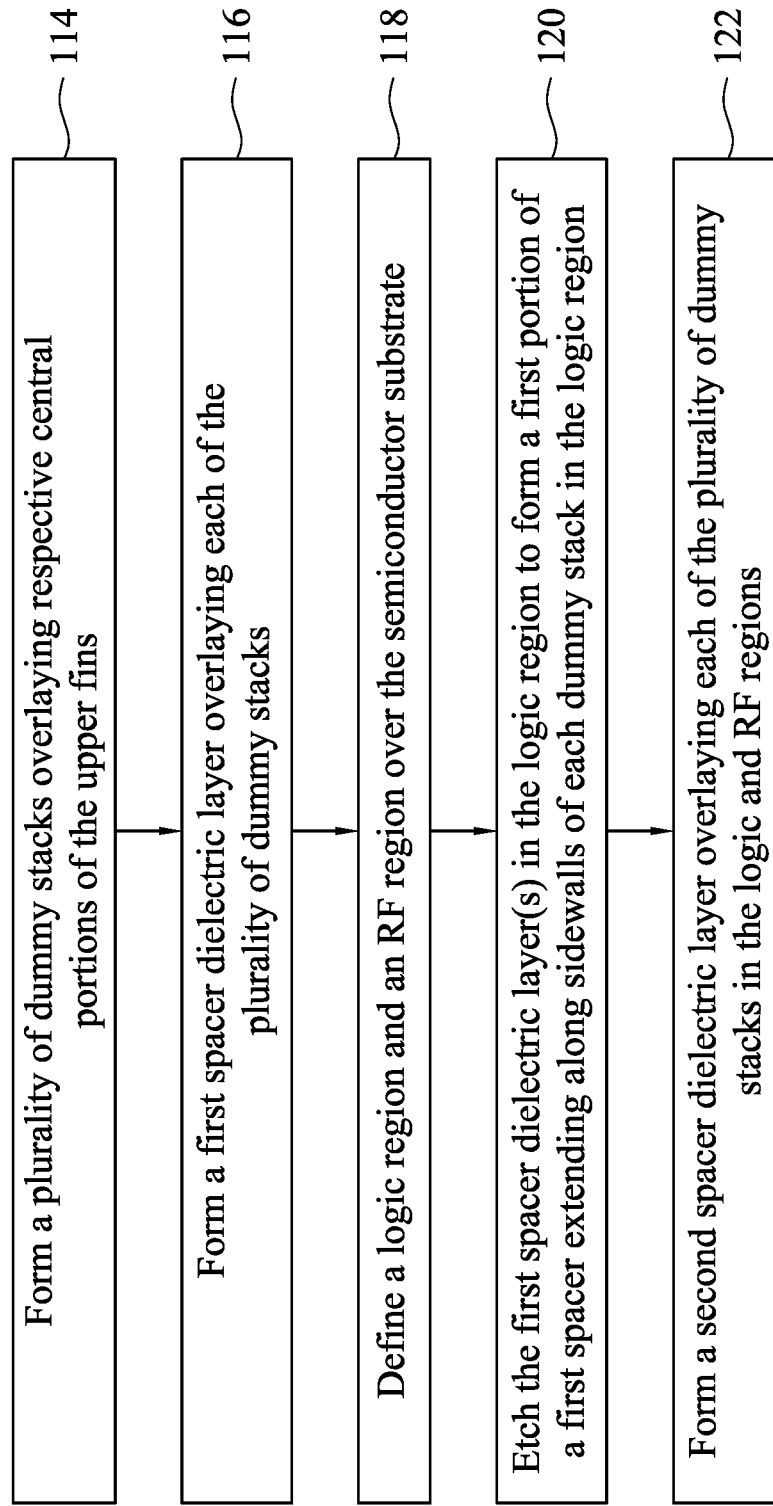 Form a plurality of dummy stacks overlaying respective central
portions of the upper fins
114
Form a first spacer dielectric layer overlaying each of the
plurality of dummy stacks
116
Define a logic region and an RF region over the semiconductor substrate
118
Etch the first spacer dielectric layer(s) in the logic region to form a first portion of
a first spacer extending along sidewalls of each dummy stack in the logic region
120
Form a second spacer dielectric layer overlaying each of the plurality of dummy
stacks in the logic and RF regions
122